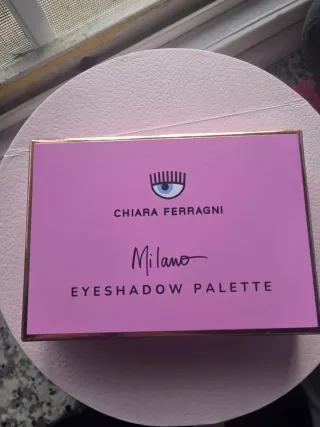 CHIARA FERRAGNI
Milano
EYESHADOW PALETTE